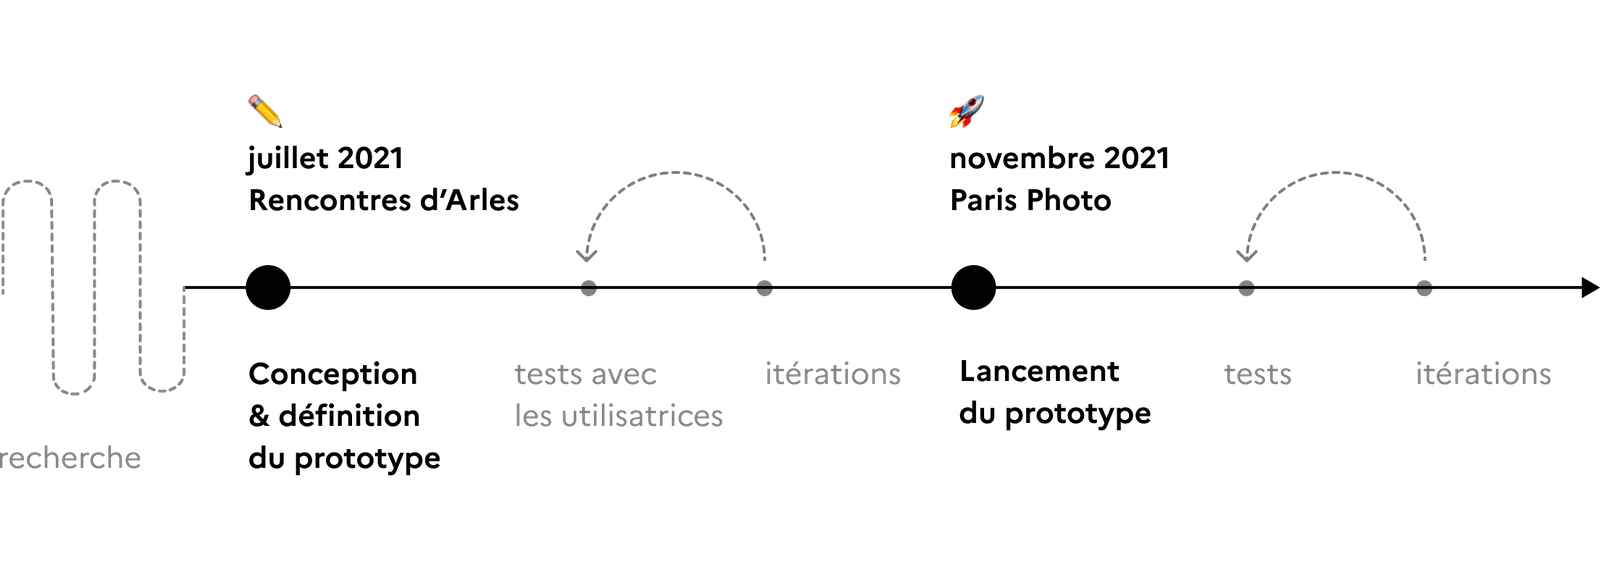 juillet 2021
Rencontres d’Arles
novembre 2021
Paris Photo
recherche
Conception
& définition
du prototype
tests avec
les utilisatrices
itérations
Lancement
du prototype
tests
itérations